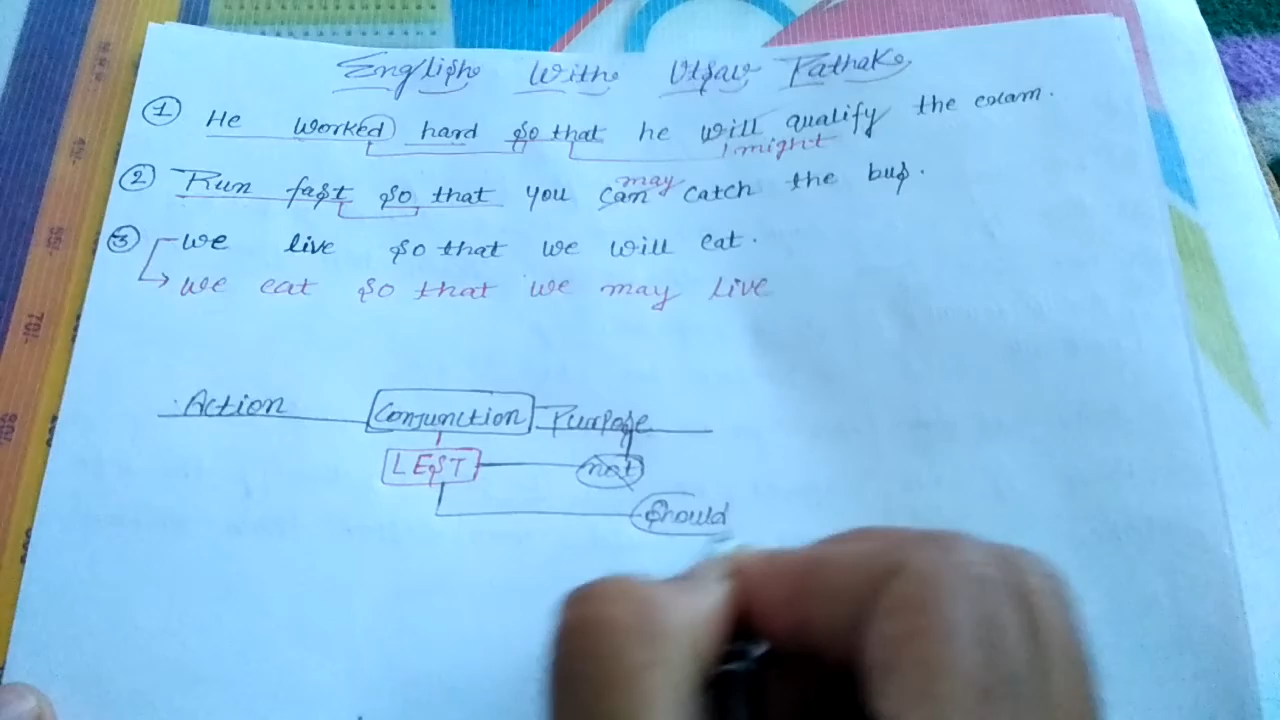 English With Utsav Pathak
① He worked hard so that he will qualify the exam.
might
② Run fast so that you can catch the bus.
may
③ we live so that we will eat.
we eat so that we may live
Action Conjunction Purpose
LEST not
Should
70/-